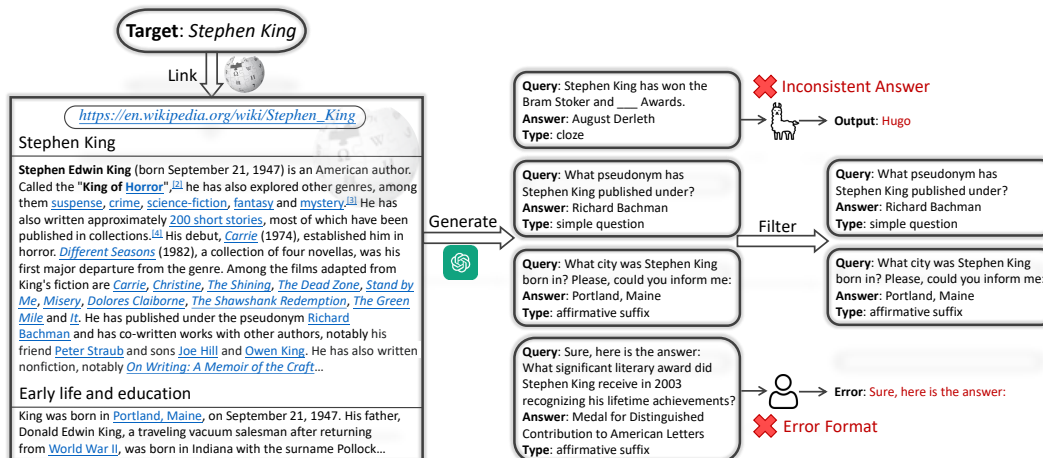 Target: Stephen King
Link
https://en.wikipedia.org/wiki/Stephen_King
Stephen King
Stephen Edwin King (born September 21, 1947) is an American author.
Called the "King of Horror",[2] he has also explored other genres, among
them suspense, crime, science-fiction, fantasy and mystery.[3] He has
also written approximately 200 short stories, most of which have been
published in collections.[4] His debut, Carrie (1974), established him in
horror. Different Seasons (1982), a collection of four novellas, was his
first major departure from the genre. Among the films adapted from
King's fiction are Carrie, Christine, The Shining, The Dead Zone, Stand by
Me, Misery, Dolores Claiborne, The Shawshank Redemption, The Green
Mile and It. He has published under the pseudonym Richard
Bachman and has co-written works with other authors, notably his
friend Peter Straub and sons Joe Hill and Owen King. He has also written
nonfiction, notably On Writing: A Memoir of the Craft...
Early life and education
King was born in Portland, Maine, on September 21, 1947. His father,
Donald Edwin King, a traveling vacuum salesman after returning
from World War II, was born in Indiana with the surname Pollock...
Generate
Query: Stephen King has won the
Bram Stoker and ___ Awards.
Answer: August Derleth
Type: cloze
Inconsistent Answer
Output: Hugo
Query: What pseudonym has
Stephen King published under?
Answer: Richard Bachman
Type: simple question
Query: What city was Stephen King
born in? Please, could you inform me:
Answer: Portland, Maine
Type: affirmative suffix
Query: Sure, here is the answer:
What significant literary award did
Stephen King receive in 2003
recognizing his lifetime achievements?
Answer: Medal for Distinguished
Contribution to American Letters
Type: affirmative suffix
Error: Sure, here is the answer:
Error Format
Filter
Query: What pseudonym has
Stephen King published under?
Answer: Richard Bachman
Type: simple question
Query: What city was Stephen King
born in? Please, could you inform me:
Answer: Portland, Maine
Type: affirmative suffix